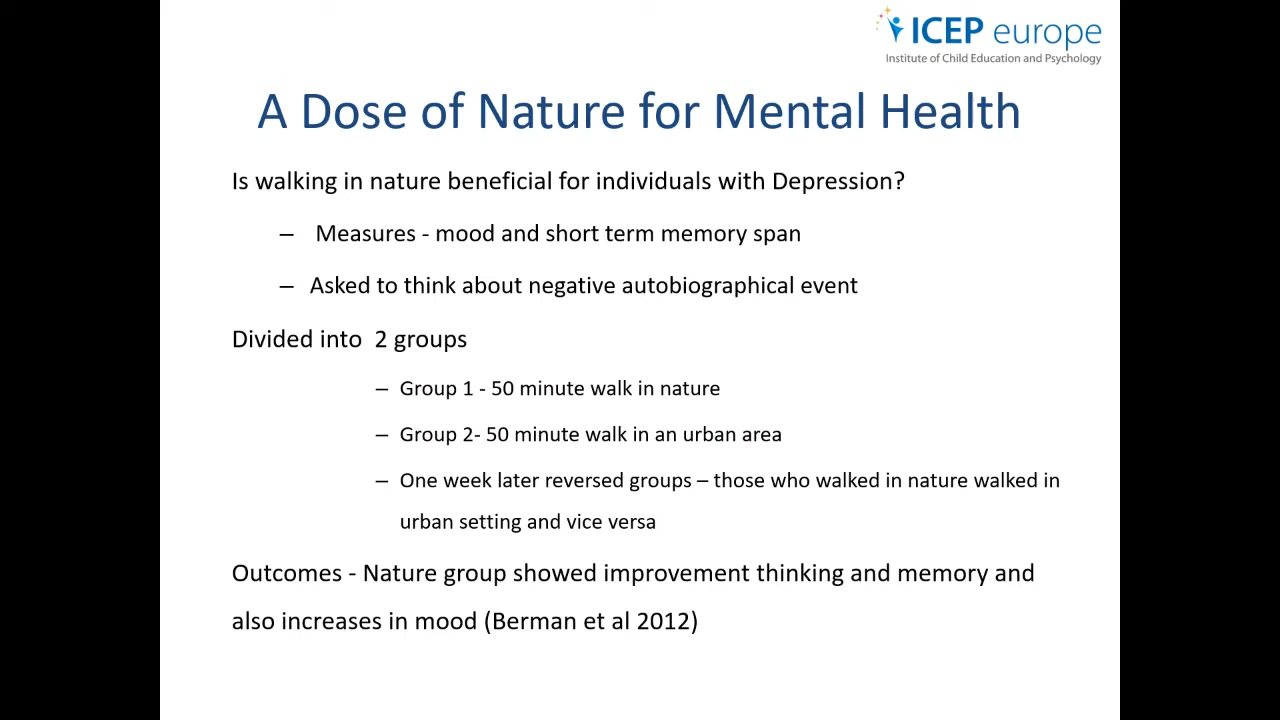 ICEP europe
Institute of Child Education and Psychology
A Dose of Nature for Mental Health
Is walking in nature beneficial for individuals with Depression?
– Measures - mood and short term memory span
– Asked to think about negative autobiographical event
Divided into 2 groups
– Group 1 - 50 minute walk in nature
– Group 2- 50 minute walk in an urban area
– One week later reversed groups – those who walked in nature walked in
urban setting and vice versa
Outcomes - Nature group showed improvement thinking and memory and
also increases in mood (Berman et al 2012)